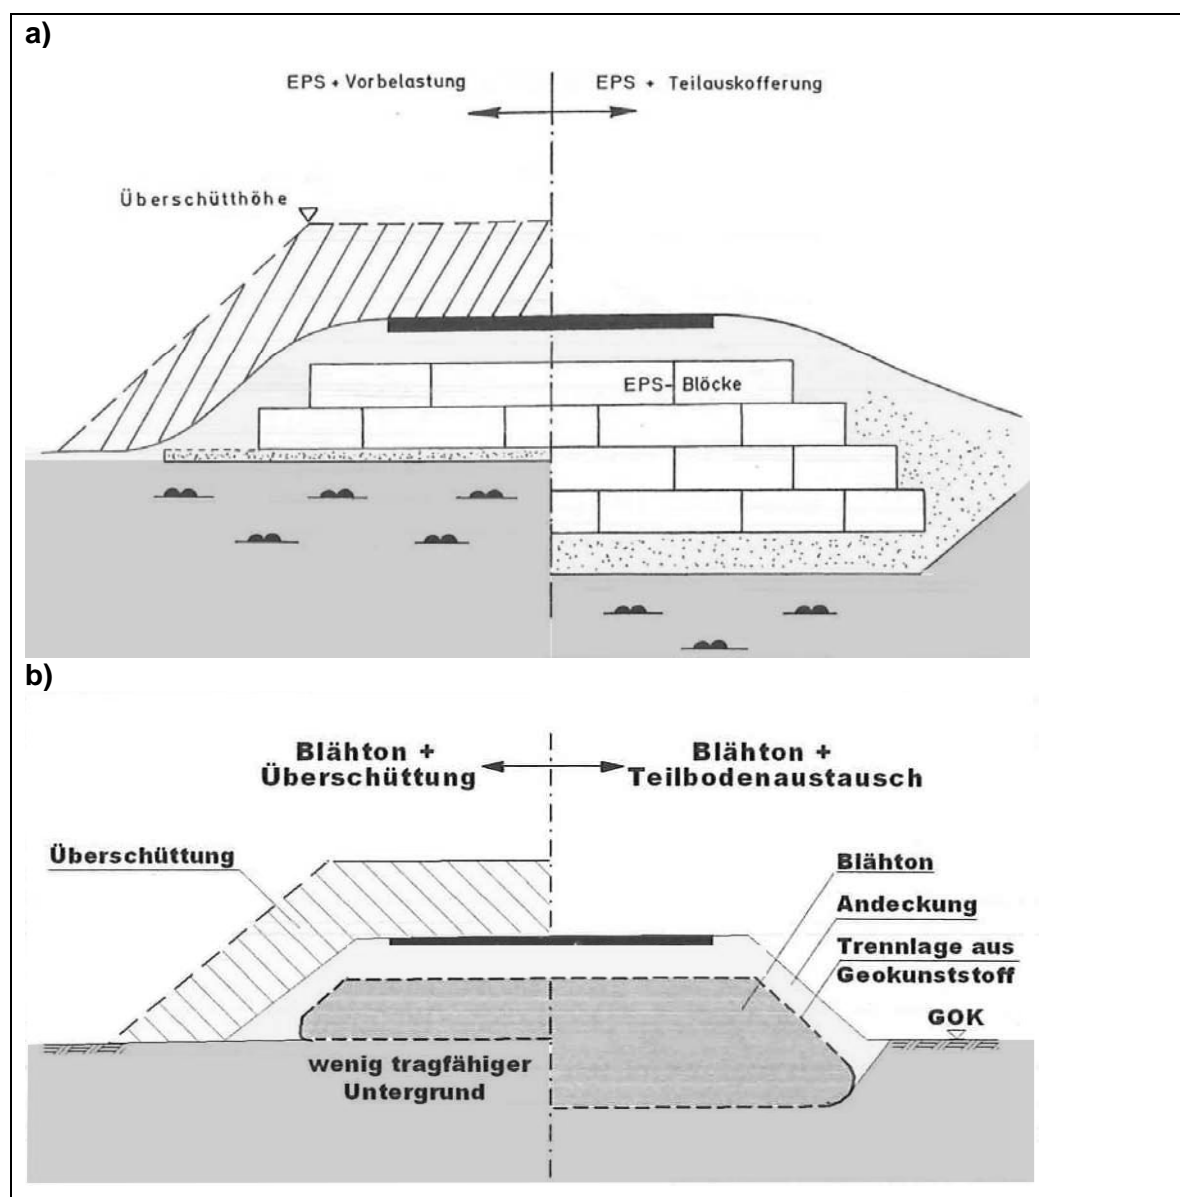 a)
EPS + Vorbelastung
EPS + Teilauskofferung
Überschütthöhe
EPS- Blöcke
b)
Blähton +
Überschüttung
Blähton +
Teilbodenaustausch
Überschüttung
Blähton
Andeckung
Trennlage aus
Geokunststoff
GOK
wenig tragfähiger
Untergrund